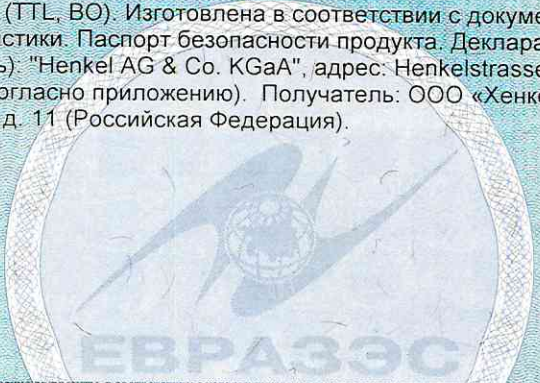 (TTL, ВО). Изготовлена в соответствии с докуме
стики. Паспорт безопасности продукта. Деклара
ь): "Henkel AG & Co. KGaA", адрес: Henkelstrasse
огласно приложению). Получатель: ООО «Хенк
д. 11 (Российская Федерация).
ЕВРАЗЭС